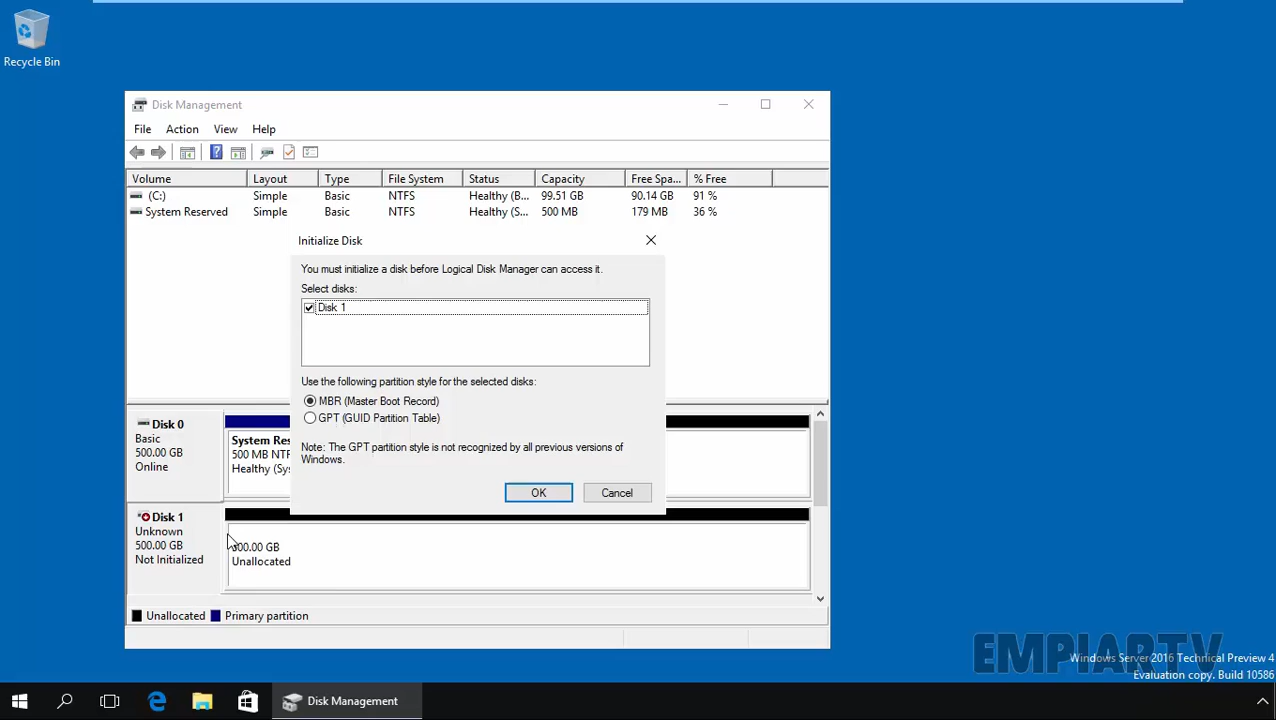 Recycle Bin
Disk Management
File Action View Help
Volume Layout Type File System Status Capacity Free Spa... % Free
(C:) Simple Basic NTFS Healthy (B... 99.51 GB 90.14 GB 91 %
System Reserved Simple Basic NTFS Healthy (S... 500 MB 179 MB 36 %
Initialize Disk
You must initialize a disk before Logical Disk Manager can access it.
Select disks:
Disk 1
Use the following partition style for the selected disks:
MBR (Master Boot Record)
GPT (GUID Partition Table)
Note: The GPT partition style is not recognized by all previous versions of
Windows.
OK Cancel
Disk 0
Basic
500.00 GB
Online
System Res
500 MB NTF
Healthy (Sy
Disk 1
Unknown
500.00 GB
Not Initialized
500.00 GB
Unallocated
Unallocated Primary partition
EMPIARTV
Windows Server 2016 Technical Preview 4
Evaluation copy. Build 10586
Disk Management